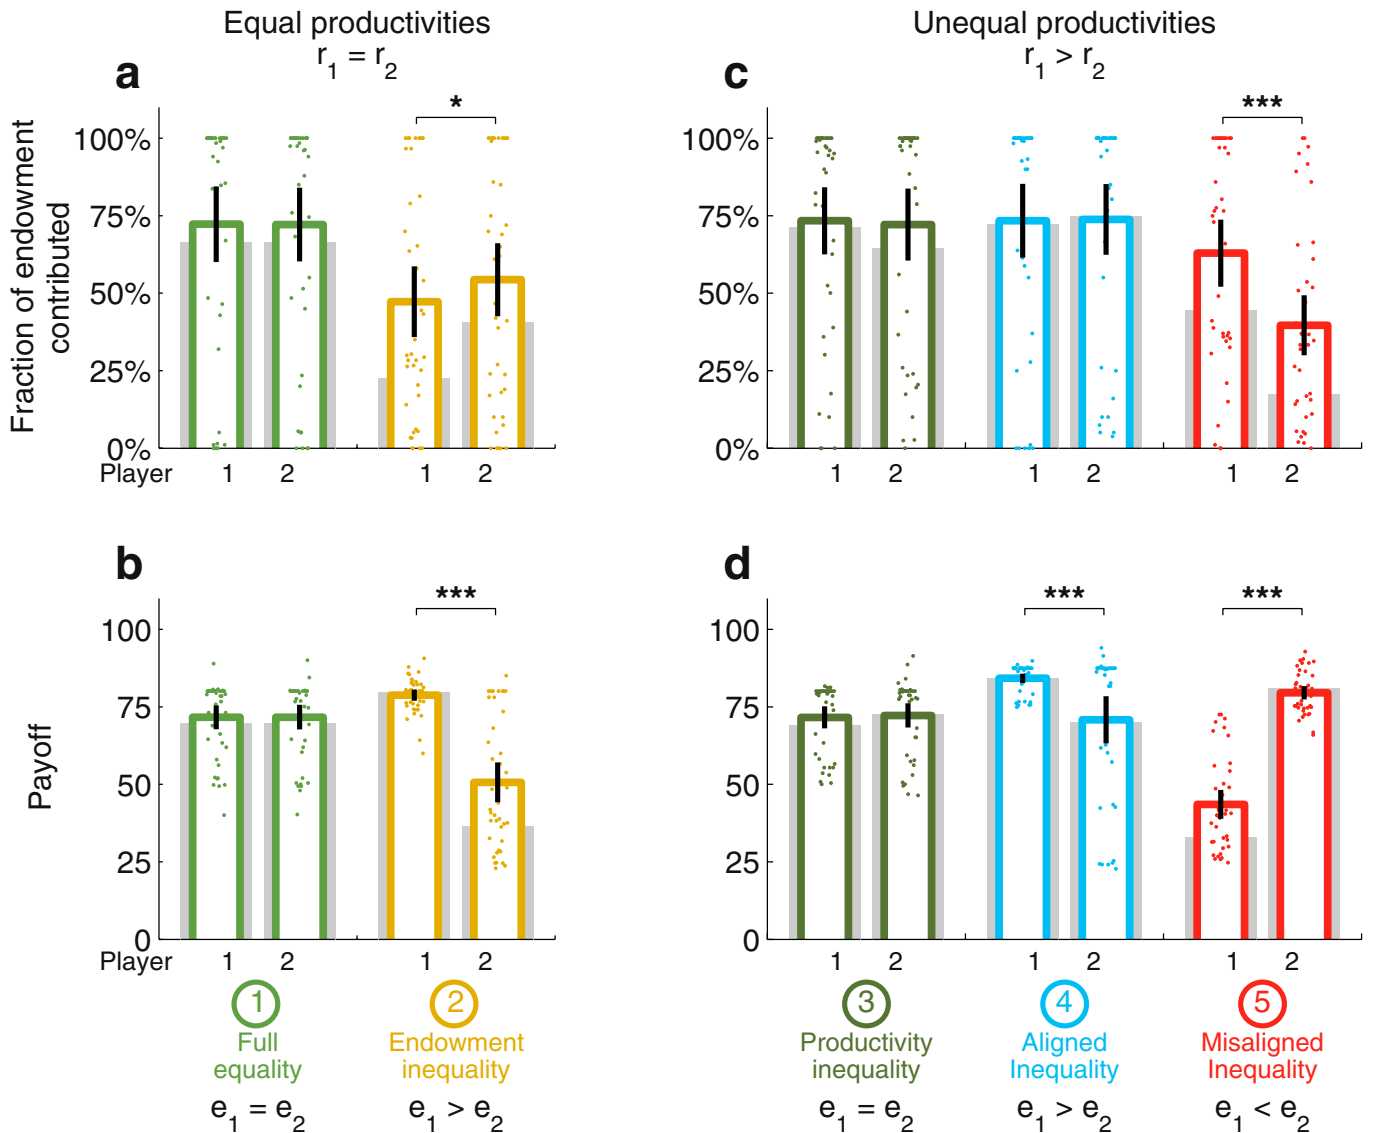 Equal productivities
r1 = r2
Unequal productivities
r1 > r2
a
c
Fraction of endowment
contributed
100%
75%
50%
25%
0%
*
Player 1 2 1 2
100%
75%
50%
25%
0%
***
1 2 1 2 1 2
b
d
Payoff
100
75
50
25
0
***
Player 1 2 1 2
100
75
50
25
0
***
***
1 2 1 2 1 2
1
Full
equality
e1 = e2
2
Endowment
inequality
e1 > e2
3
Productivity
inequality
e1 = e2
4
Aligned
Inequality
e1 > e2
5
Misaligned
Inequality
e1 < e2